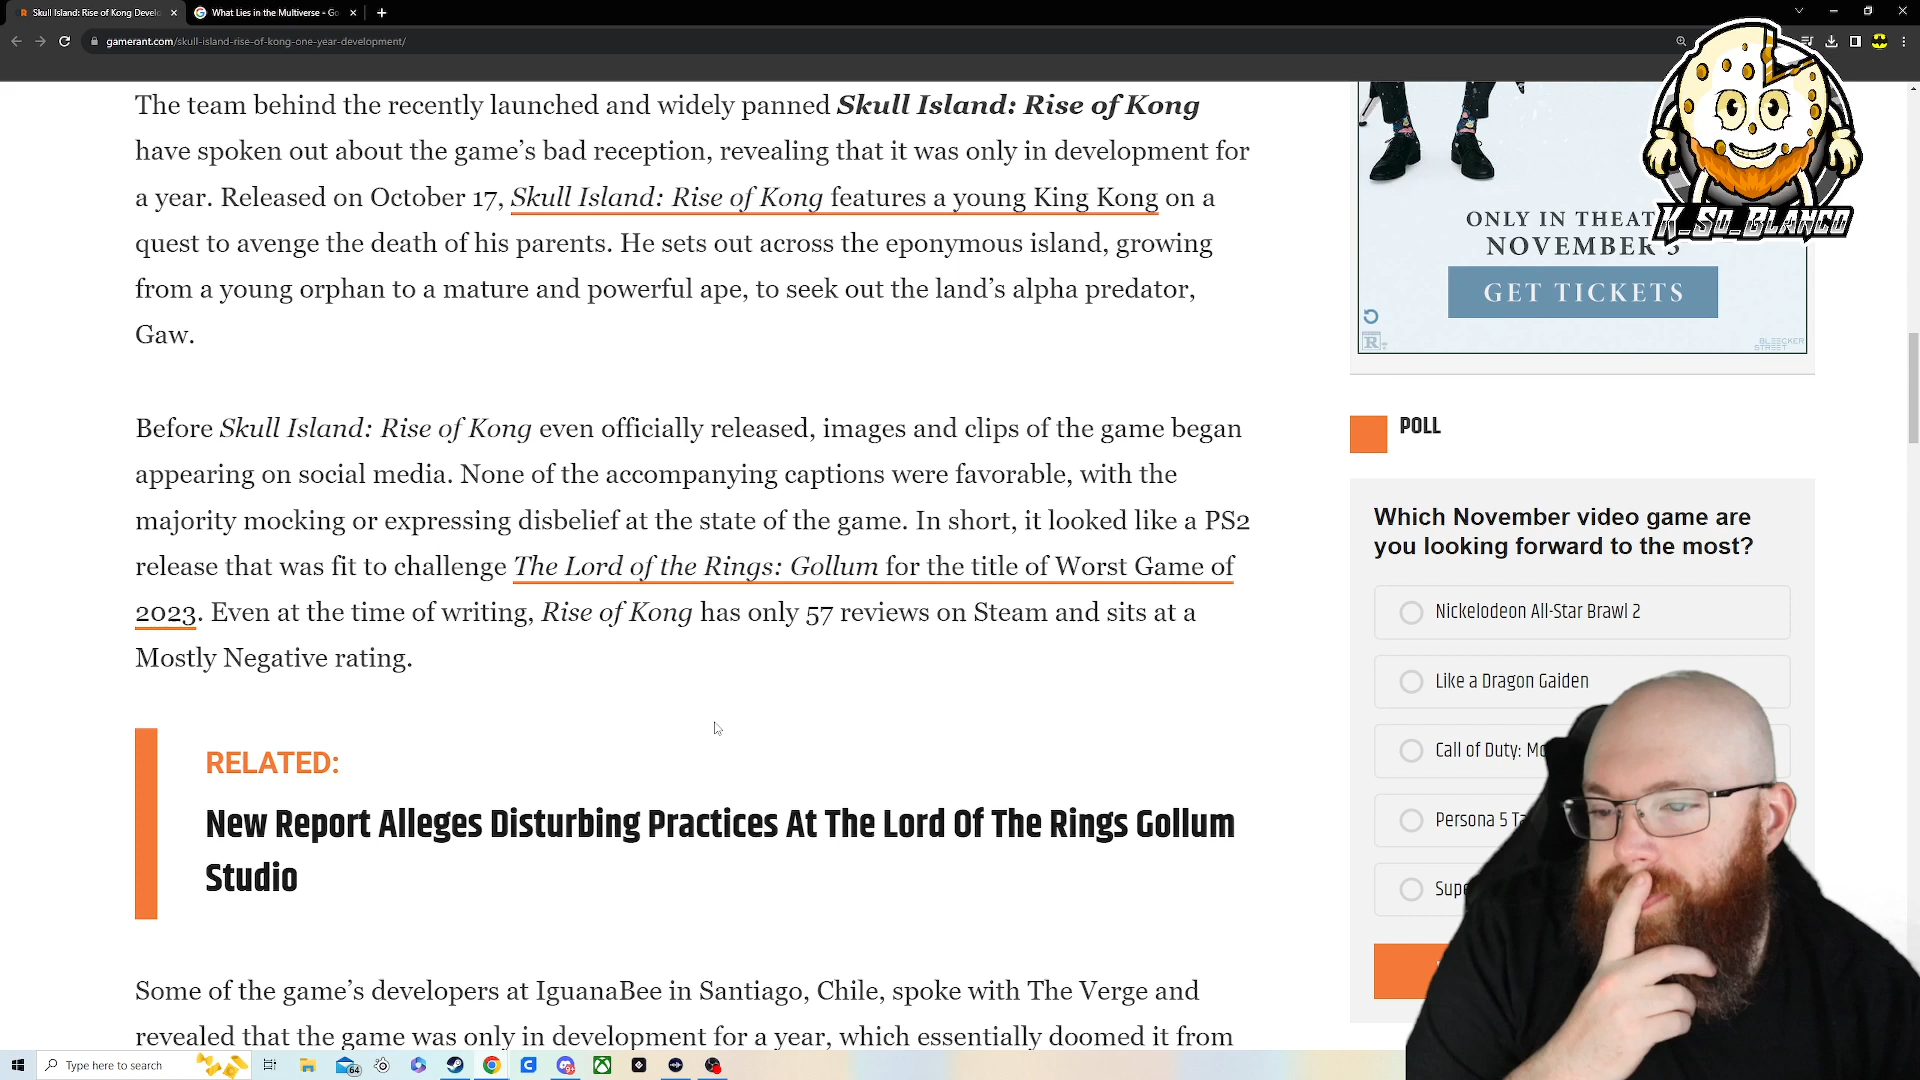 Skull Island: Rise of Kong Devel
What Lies in the Multiverse - Go
gamerant.com/skull-island-rise-of-kong-one-year-development/
The team behind the recently launched and widely panned Skull Island: Rise of Kong
have spoken out about the game’s bad reception, revealing that it was only in development for
a year. Released on October 17, Skull Island: Rise of Kong features a young King Kong on a
quest to avenge the death of his parents. He sets out across the eponymous island, growing
from a young orphan to a mature and powerful ape, to seek out the land’s alpha predator,
Gaw.
Before Skull Island: Rise of Kong even officially released, images and clips of the game began
appearing on social media. None of the accompanying captions were favorable, with the
majority mocking or expressing disbelief at the state of the game. In short, it looked like a PS2
release that was fit to challenge The Lord of the Rings: Gollum for the title of Worst Game of
2023. Even at the time of writing, Rise of Kong has only 57 reviews on Steam and sits at a
Mostly Negative rating.
RELATED:
New Report Alleges Disturbing Practices At The Lord Of The Rings Gollum
Studio
Some of the game’s developers at IguanaBee in Santiago, Chile, spoke with The Verge and
revealed that the game was only in development for a year, which essentially doomed it from
K_So_Blanco
ONLY IN THEAT
NOVEMBER 3
GET TICKETS
R
BLEECKER
STREET
POLL
Which November video game are
you looking forward to the most?
Nickelodeon All-Star Brawl 2
Like a Dragon Gaiden
Call of Duty: Mo
Persona 5 Ta
Supe
Type here to search
64
9+